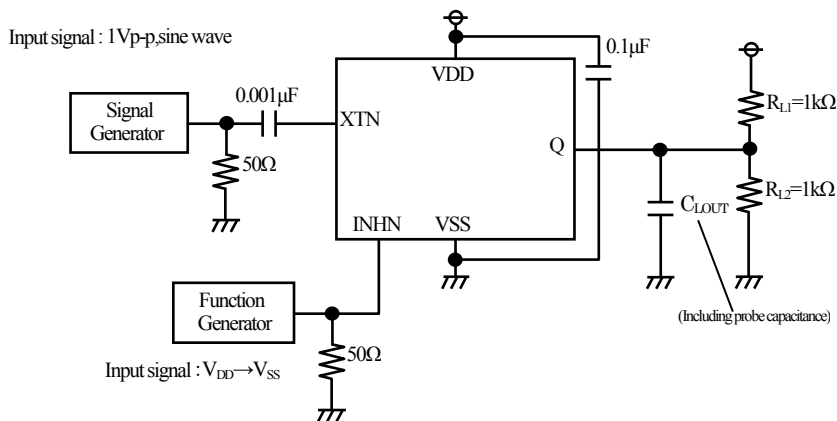 Input signal : 1Vp-p,sine wave
0.1μF
VDD
0.001μF
Signal
Generator
XTN
RL1=1kΩ
Q
50Ω
RL2=1kΩ
CLOUT
INHN
VSS
Function
Generator
(Including probe capacitance)
50Ω
Input signal : VDD→VSS